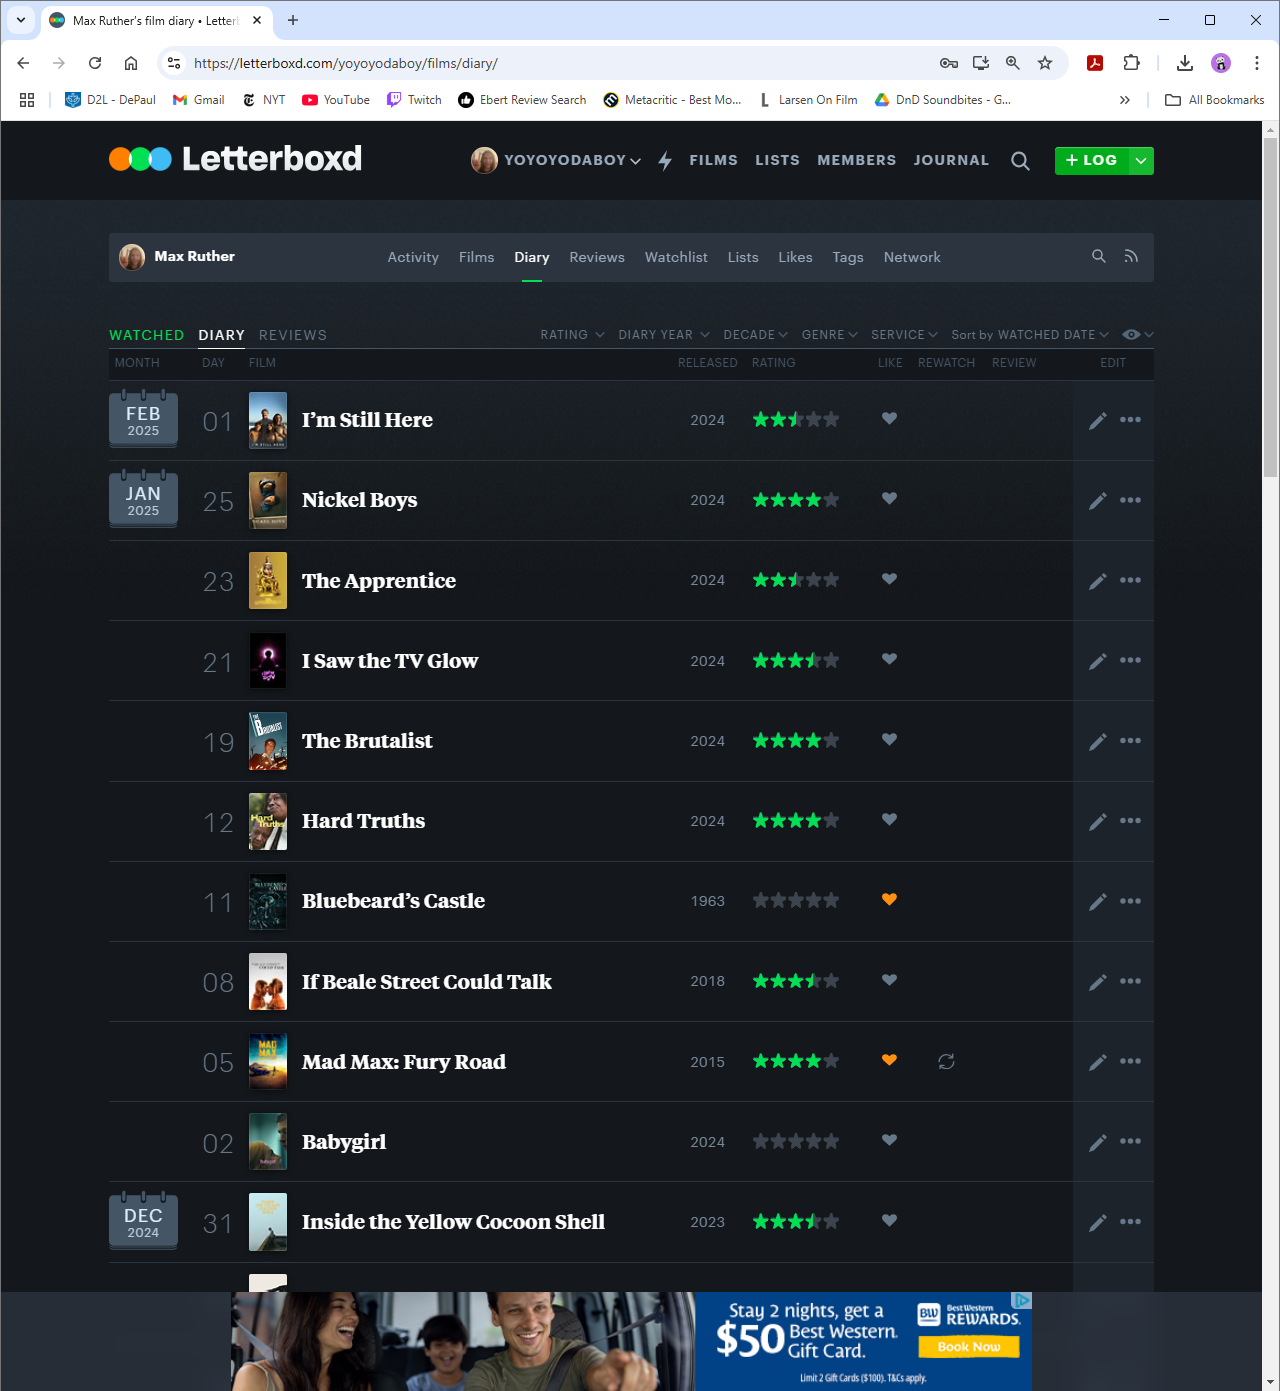 Max Ruther's film diary • Letterb
https://letterboxd.com/yoyoyodaboy/films/diary/
D2L - DePaul Gmail NYT YouTube Twitch Ebert Review Search Metacritic - Best Mo... Larsen On Film DnD Soundbites - G... All Bookmarks
Letterboxd YOYOYODABOY FILMS LISTS MEMBERS JOURNAL + LOG
Max Ruther Activity Films Diary Reviews Watchlist Lists Likes Tags Network
WATCHED DIARY REVIEWS RATING DIARY YEAR DECADE GENRE SERVICE Sort by WATCHED DATE
MONTH DAY FILM RELEASED RATING LIKE REWATCH REVIEW EDIT
FEB
2025
01 I’m Still Here 2024
JAN
2025
25 Nickel Boys 2024
23 The Apprentice 2024
21 I Saw the TV Glow 2024
THE
BRUTALIST
19 The Brutalist 2024
Hard
Truths
12 Hard Truths 2024
11 Bluebeard’s Castle 1963
08 If Beale Street Could Talk 2018
MAD
MAX
05 Mad Max: Fury Road 2015
02 Babygirl 2024
DEC
2024
31 Inside the Yellow Cocoon Shell 2023
Stay 2 nights, get a
$50 Best Western
Gift Card.
Limit 2 Gift Cards ($100). T&Cs apply.
BW Best Western
REWARDS.
Book Now